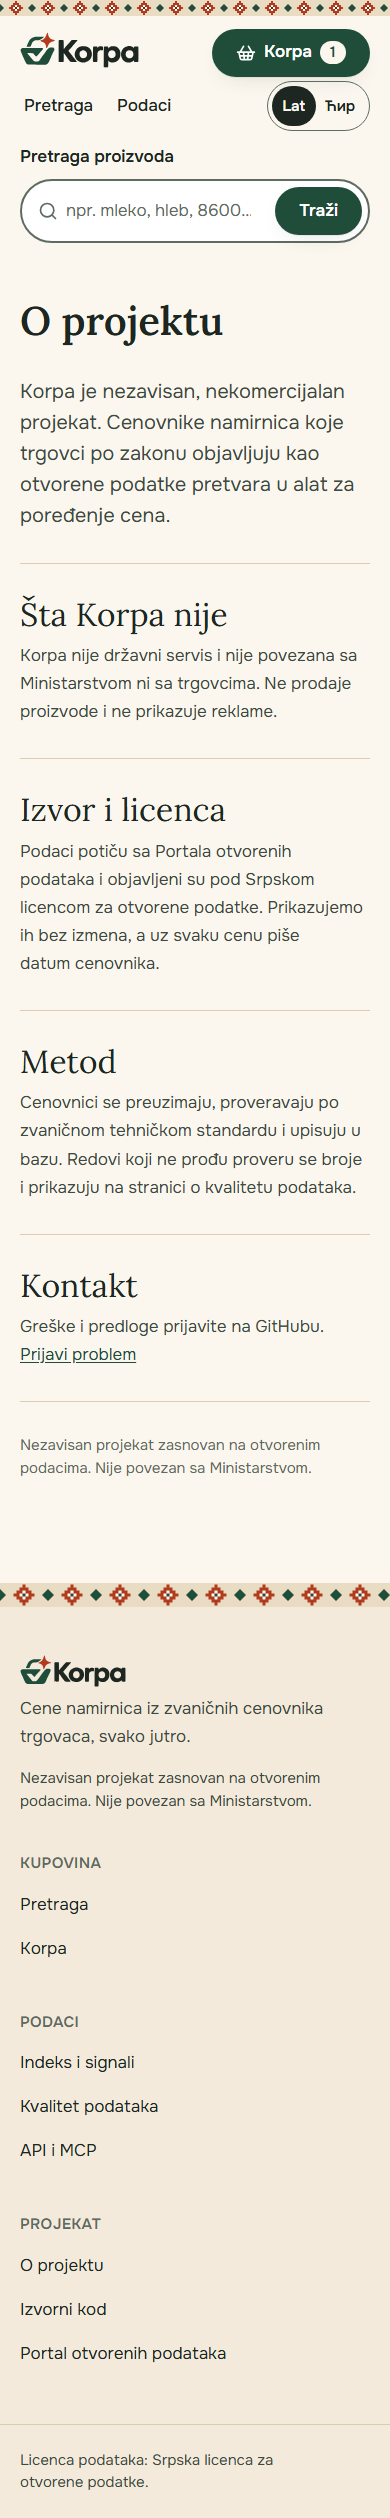 Korpa
Korpa 1
Pretraga Podaci Lat Ћир
Pretraga proizvoda
npr. mleko, hleb, 8600... Traži
O projektu
Korpa je nezavisan, nekomercijalan
projekat. Cenovnike namirnica koje
trgovci po zakonu objavljuju kao
otvorene podatke pretvara u alat za
poređenje cena.
Šta Korpa nije
Korpa nije državni servis i nije povezana sa
Ministarstvom ni sa trgovcima. Ne prodaje
proizvode i ne prikazuje reklame.
Izvor i licenca
Podaci potiču sa Portala otvorenih
podataka i objavljeni su pod Srpskom
licencom za otvorene podatke. Prikazujemo
ih bez izmena, a uz svaku cenu piše
datum cenovnika.
Metod
Cenovnici se preuzimaju, proveravaju po
zvaničnom tehničkom standardu i upisuju u
bazu. Redovi koji ne prođu proveru se broje
i prikazuju na stranici o kvalitetu podataka.
Kontakt
Greške i predloge prijavite na GitHubu.
Prijavi problem
Nezavisan projekat zasnovan na otvorenim
podacima. Nije povezan sa Ministarstvom.
Korpa
Cene namirnica iz zvaničnih cenovnika
trgovaca, svako jutro.
Nezavisan projekat zasnovan na otvorenim
podacima. Nije povezan sa Ministarstvom.
KUPOVINA
Pretraga
Korpa
PODACI
Indeks i signali
Kvalitet podataka
API i MCP
PROJEKAT
O projektu
Izvorni kod
Portal otvorenih podataka
Licenca podataka: Srpska licenca za
otvorene podatke.